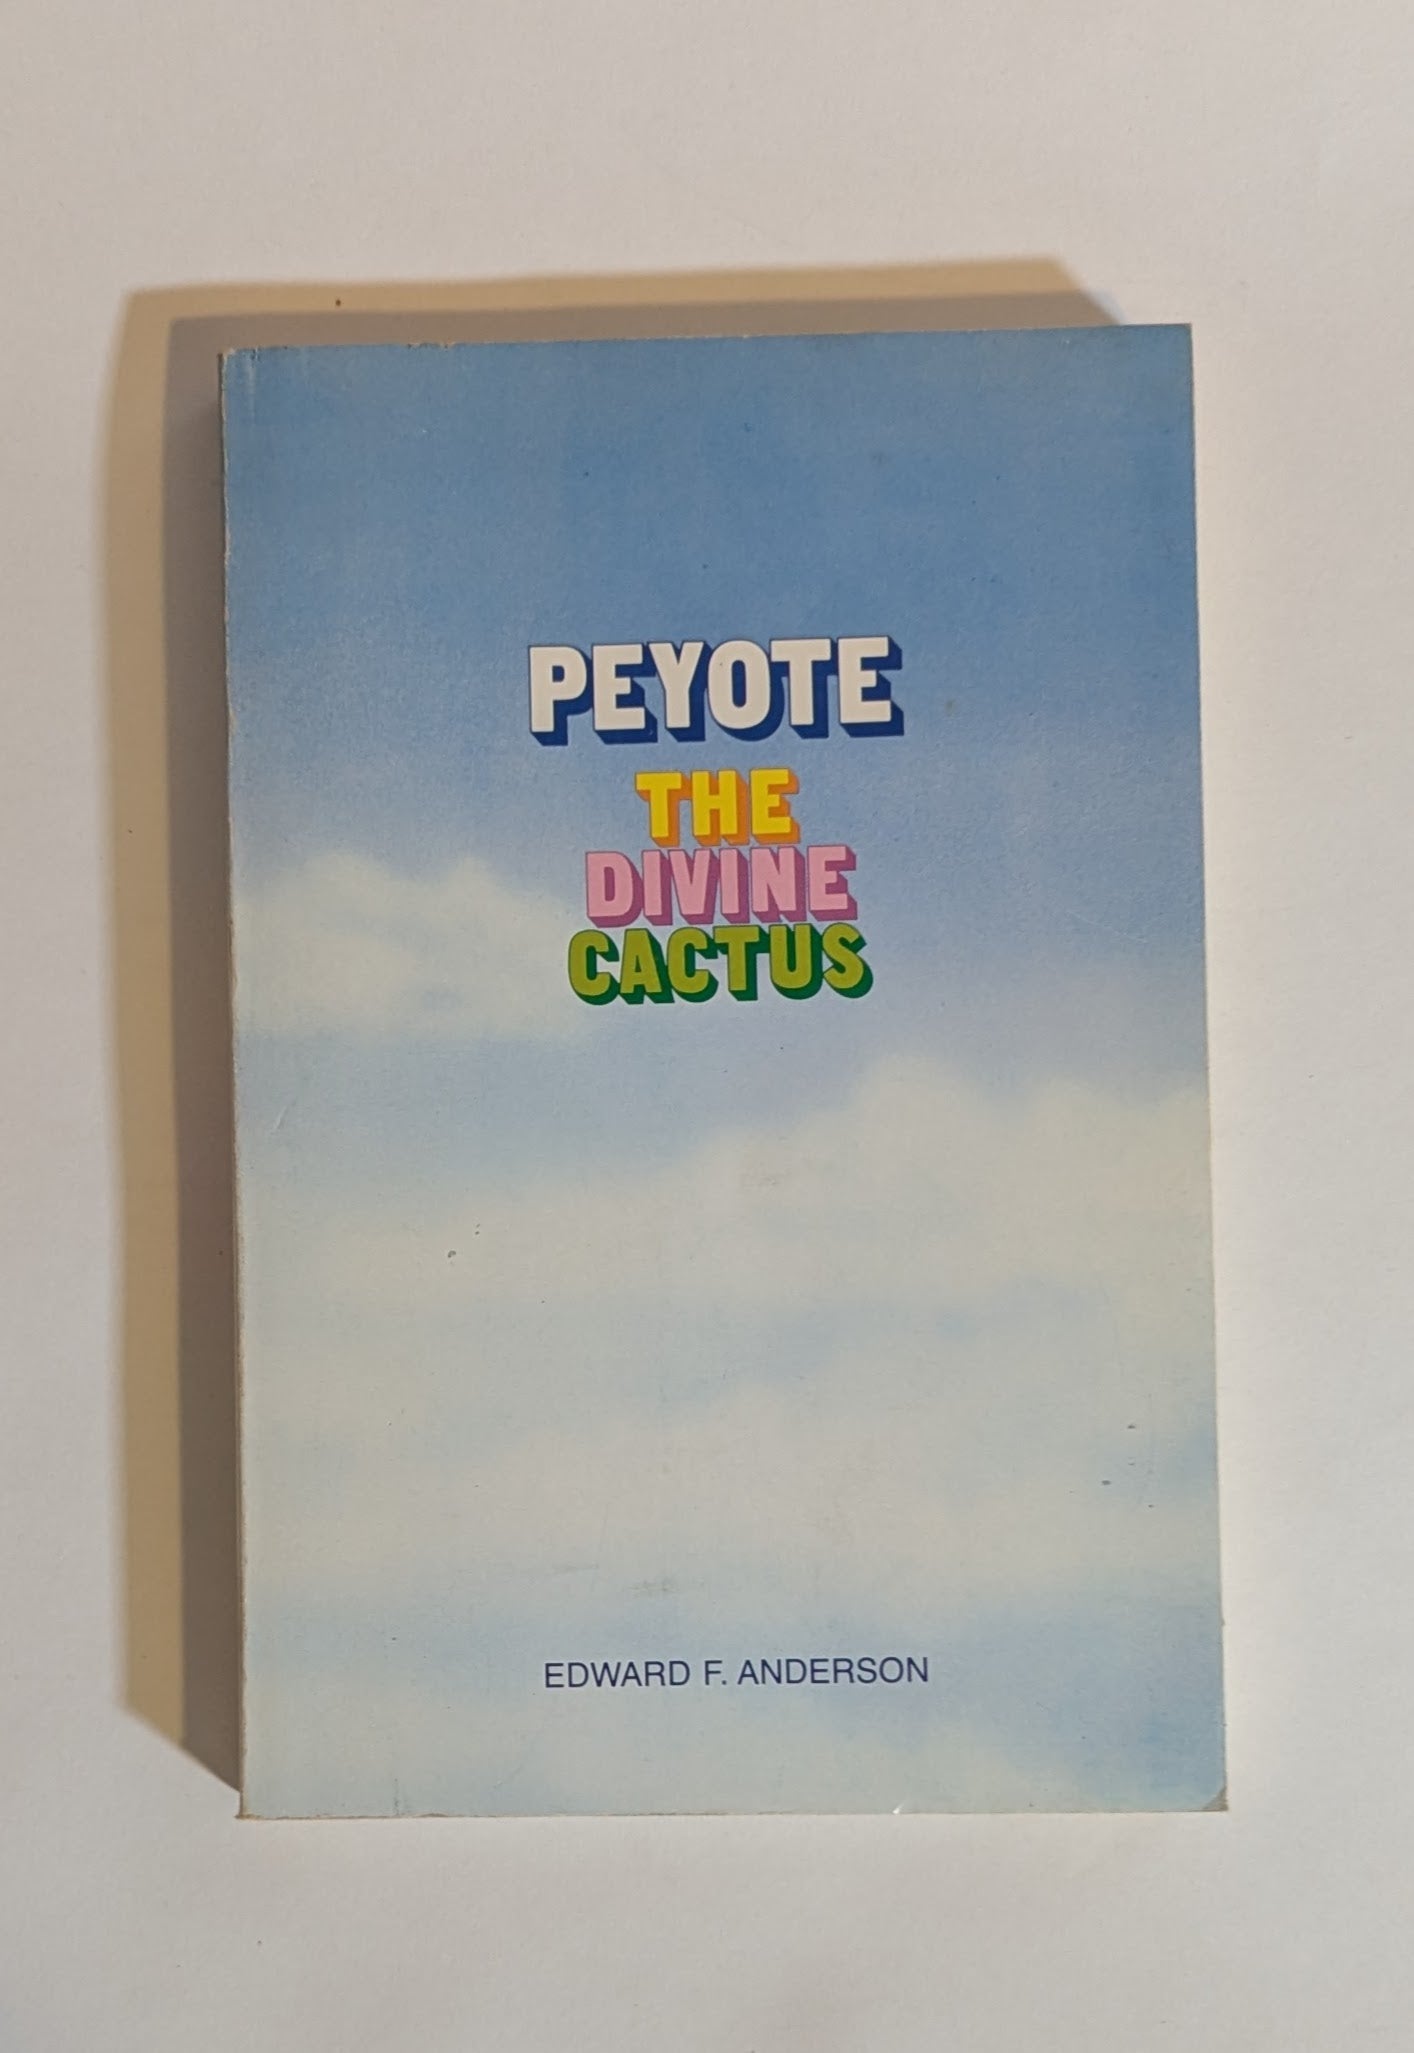 PEYOTE
THE
DIVINE
CACTUS
EDWARD F. ANDERSON